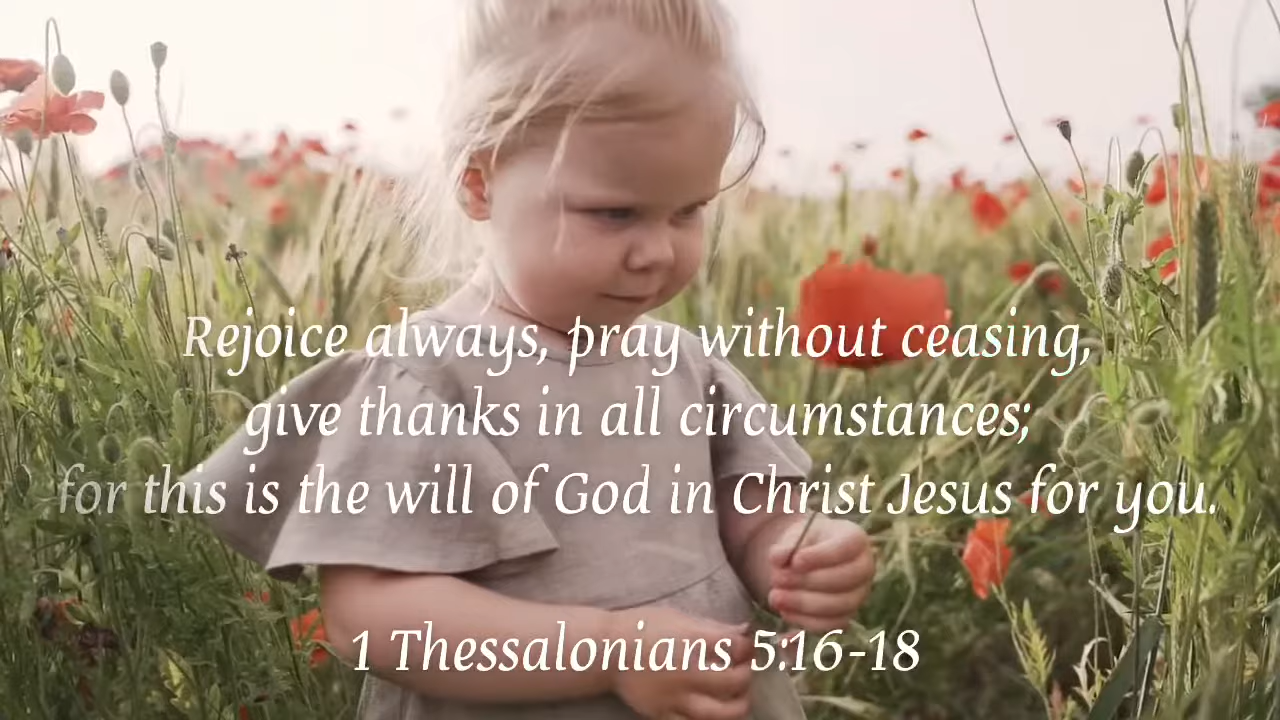 Rejoice always, pray without ceasing,
give thanks in all circumstances;
for this is the will of God in Christ Jesus for you.
1 Thessalonians 5:16-18